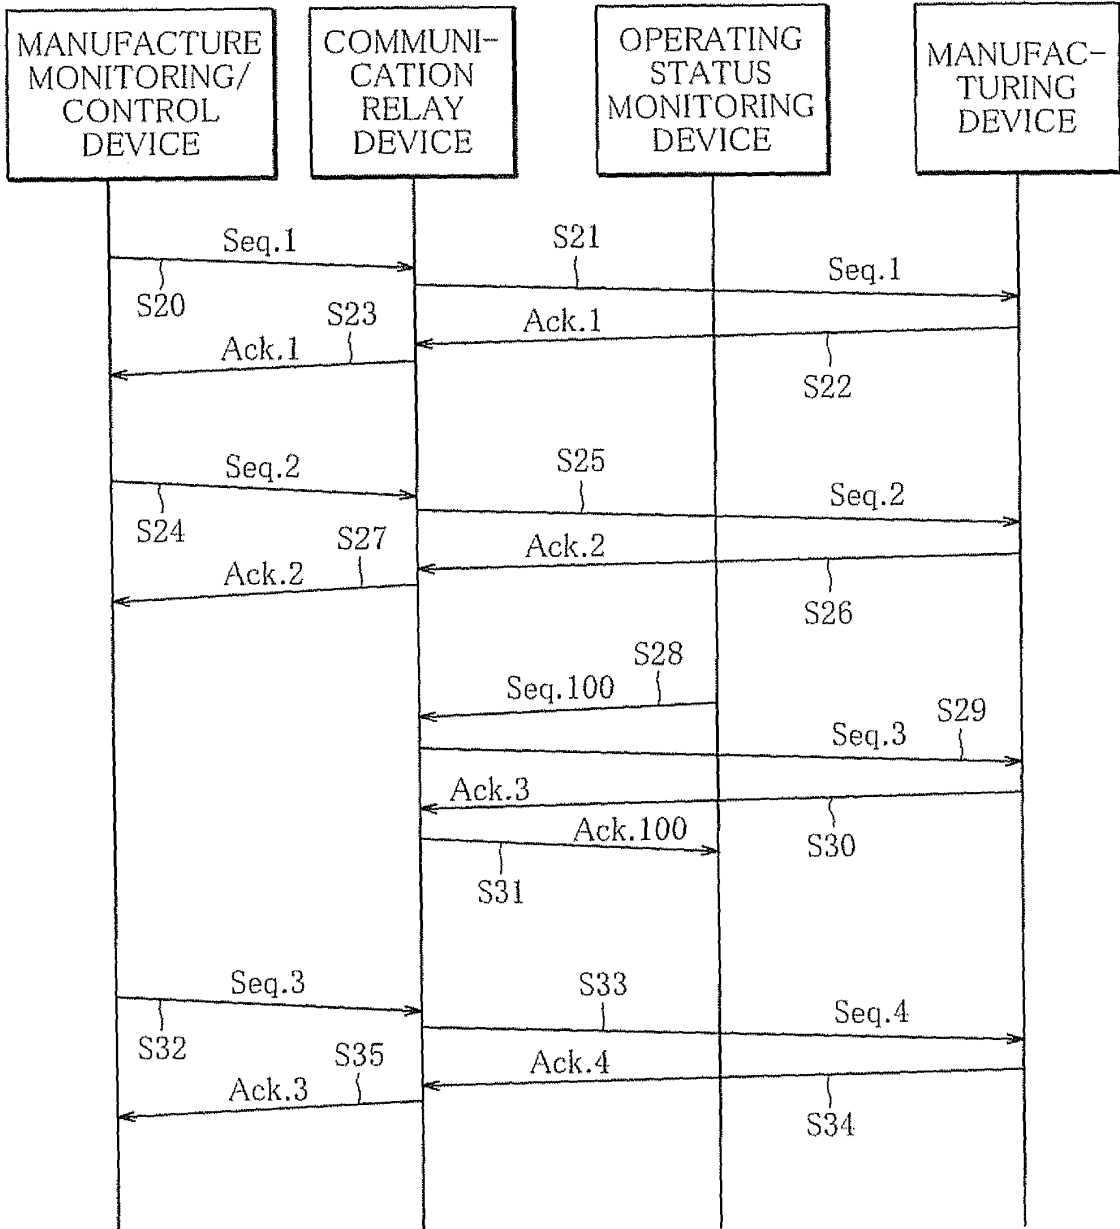 MANUFACTURE
MONITORING/
CONTROL
DEVICE
COMMUNI-
CATION
RELAY
DEVICE
OPERATING
STATUS
MONITORING
DEVICE
MANUFAC-
TURING
DEVICE
Seq.1
S20
S21
Seq.1
Ack.1
S22
S23
Ack.1
Seq.2
S24
S25
Seq.2
Ack.2
S26
S27
Ack.2
S28
Seq.100
S29
Seq.3
Ack.3
S30
Ack.100
S31
Seq.3
S32
S33
Seq.4
Ack.4
S34
S35
Ack.3